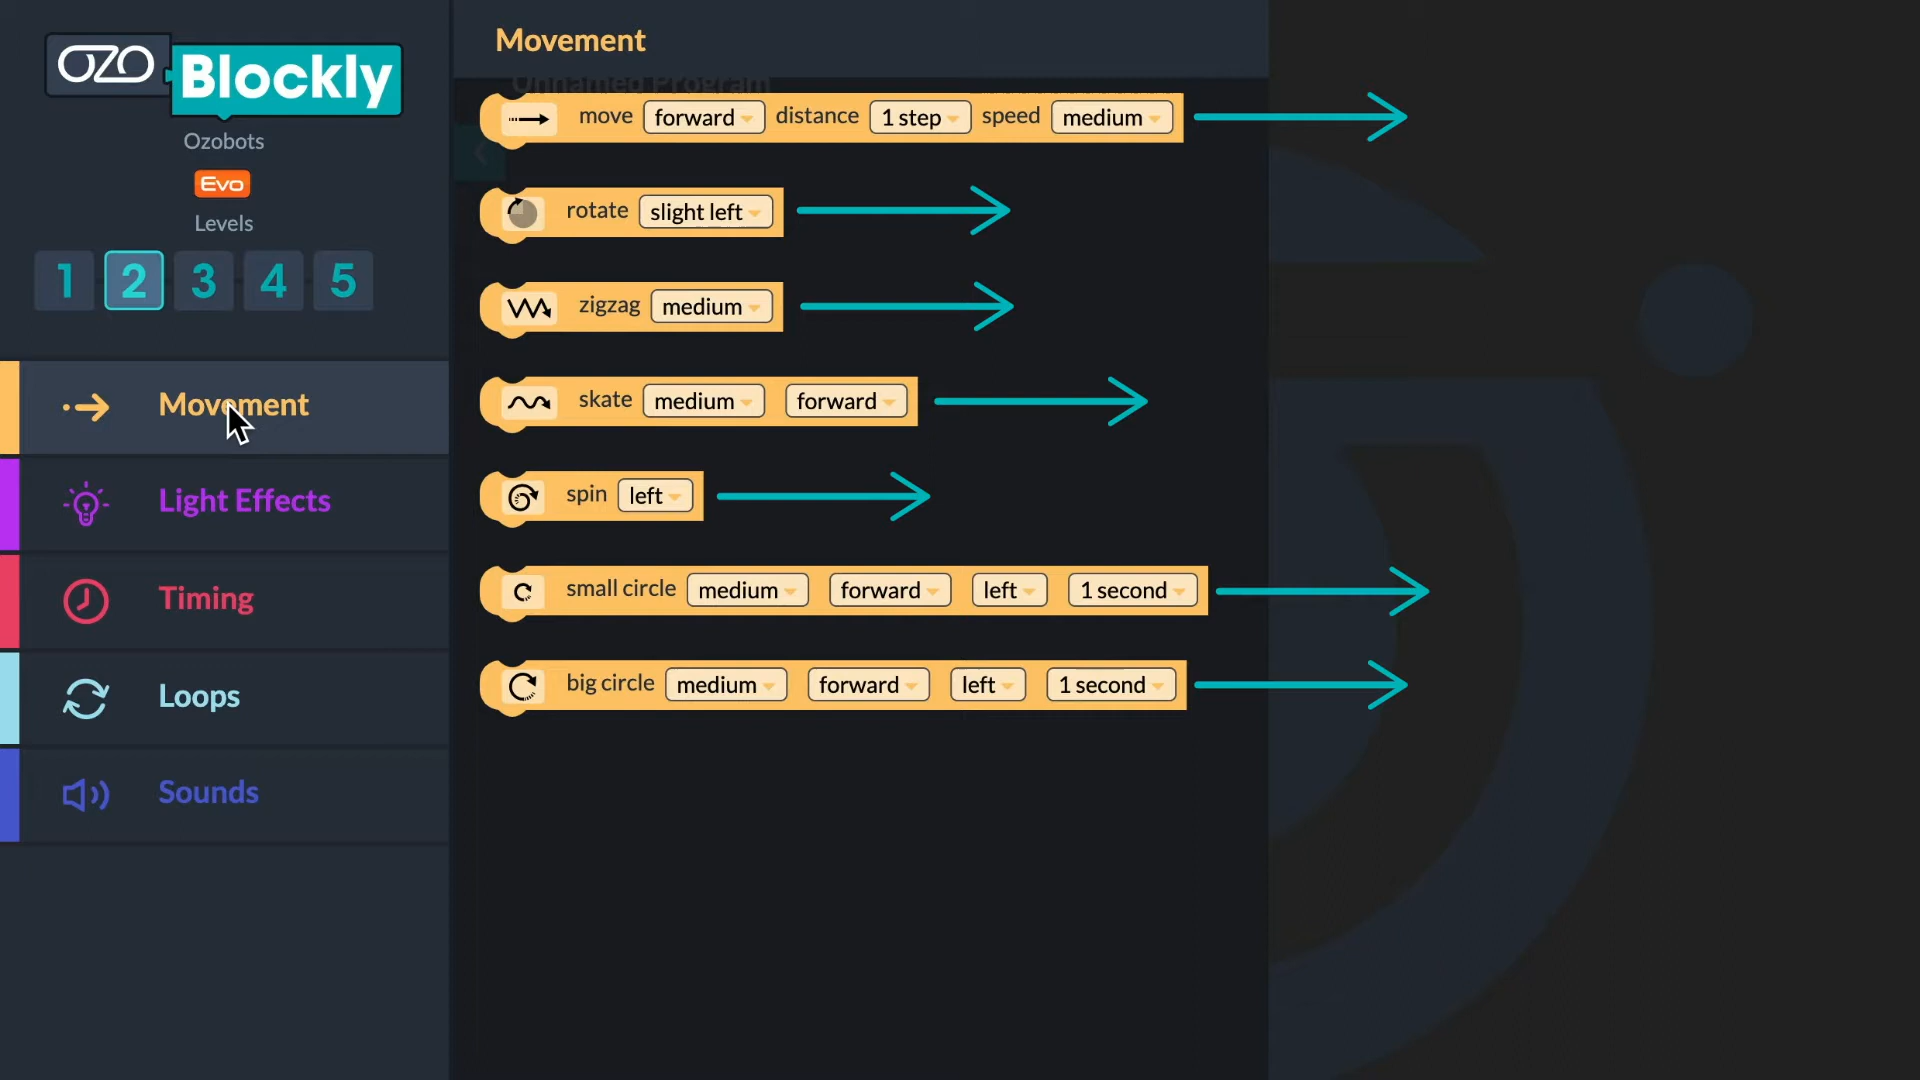 OZO
Blockly
Ozobots
Evo
Levels
1 2 3 4 5
Movement
Light Effects
Timing
Loops
Sounds
Movement
Unnamed Program
move forward distance 1 step speed medium
rotate slight left
zigzag medium
skate medium forward
spin left
small circle medium forward left 1 second
big circle medium forward left 1 second